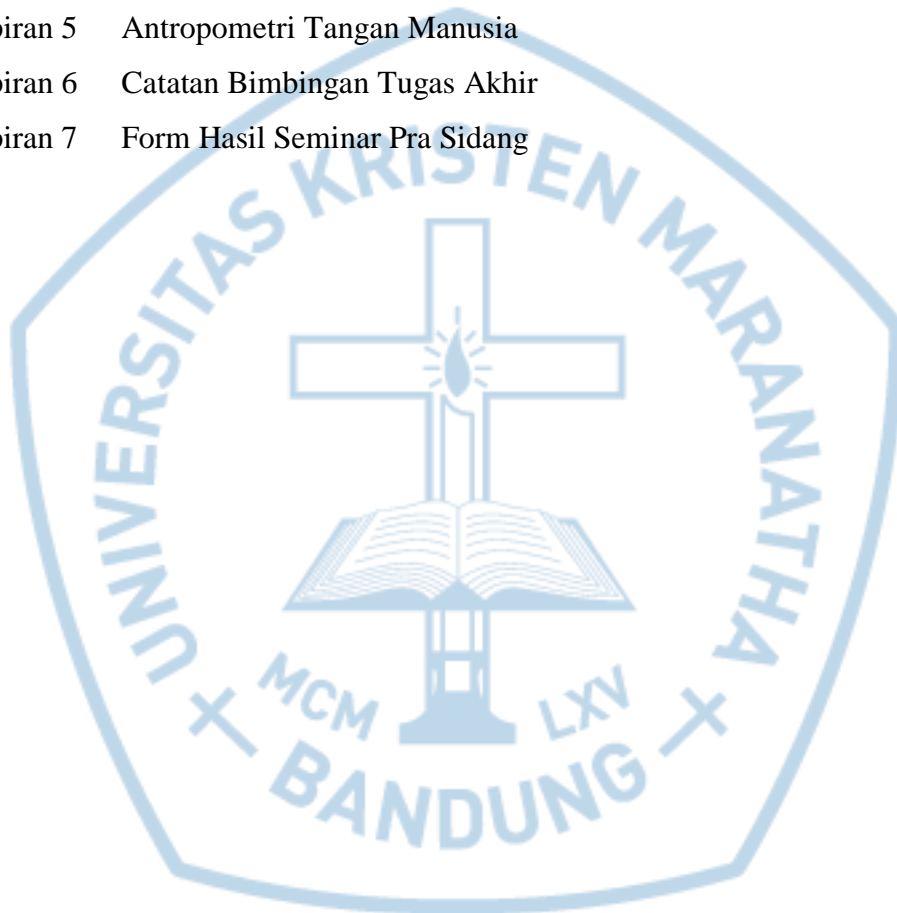 piran 5 Antropometri Tangan Manusia
piran 6 Catatan Bimbingan Tugas Akhir
piran 7 Form Hasil Seminar Pra Sidang
UNIVERSITAS KRISTEN MARANATHA
MCM LXV
+ BANDUNG +